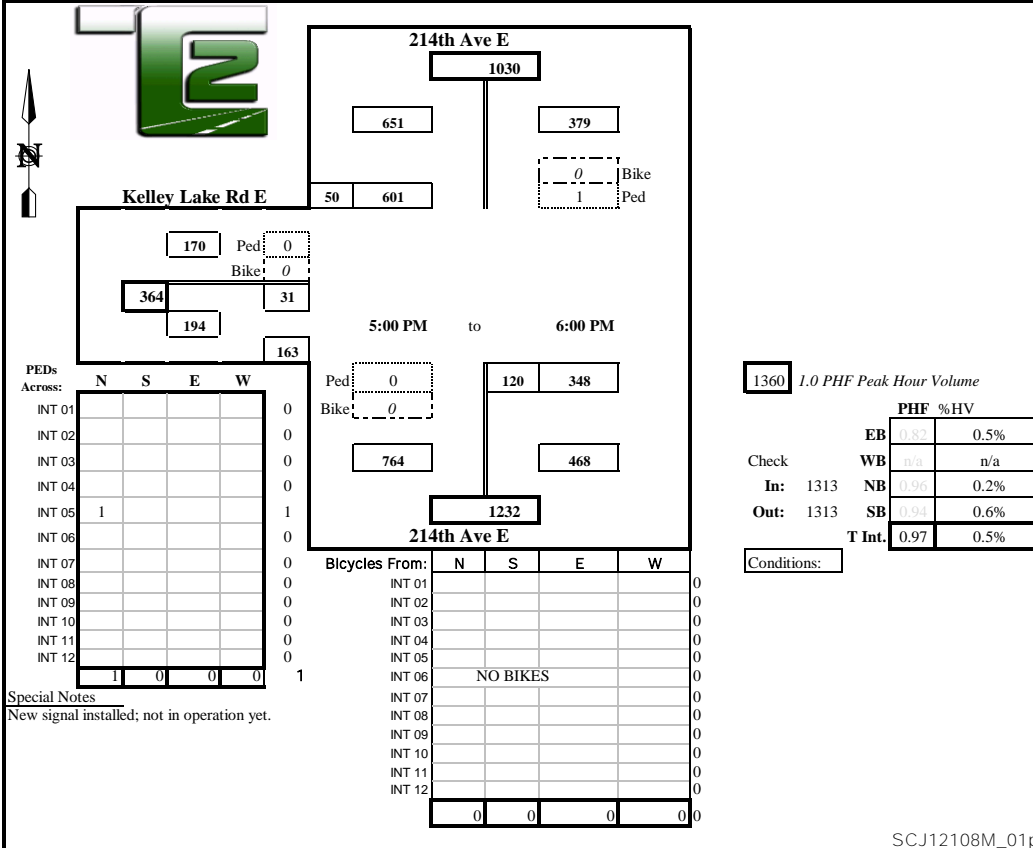 T2
214th Ave E
1030
651 379
0 Bike
N
Kelley Lake Rd E 50 601 1 Ped
170 Ped 0
Bike 0
364 31
194 5:00 PM to 6:00 PM
163
PEDs Across: N S E W
Ped 0 120 348
1360 1.0 PHF Peak Hour Volume
INT 01 0
Bike 0
PHF %HV
INT 02 0
EB 0.82 0.5%
INT 03 0
764 468
Check WB n/a n/a
INT 04 0
In: 1313 NB 0.96 0.2%
INT 05 1 1
1232
Out: 1313 SB 0.94 0.6%
INT 06 0
214th Ave E
T Int. 0.97 0.5%
INT 07 0
Bicycles From: N S E W
Conditions:
INT 08 0
INT 01 0
INT 09 0
INT 02 0
INT 10 0
INT 03 0
INT 11 0
INT 04 0
INT 12 0
INT 05 0
1 0 0 0 1
INT 06 NO BIKES 0
Special Notes
INT 07 0
New signal installed; not in operation yet.
INT 08 0
INT 09 0
INT 10 0
INT 11 0
INT 12 0
0 0 0 0 0
SCJ12108M_01p